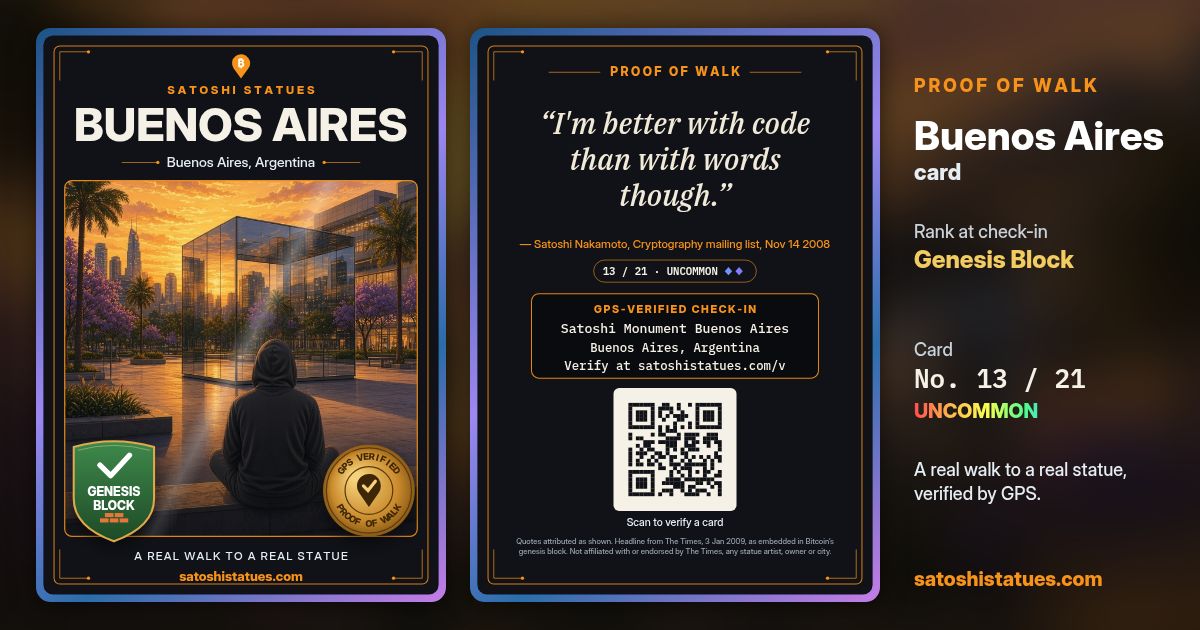 SATOSHI STATUES
BUENOS AIRES
Buenos Aires, Argentina
GENESIS
BLOCK
GPS VERIFIED
PROOF OF WALK
A REAL WALK TO A REAL STATUE
satoshistatues.com
PROOF OF WALK
“I'm better with code
than with words
though.”
— Satoshi Nakamoto, Cryptography mailing list, Nov 14 2008
13 / 21 · UNCOMMON
GPS-VERIFIED CHECK-IN
Satoshi Monument Buenos Aires
Buenos Aires, Argentina
Verify at satoshistatues.com/v
Scan to verify a card
Quotes attributed as shown. Headline from The Times, 3 Jan 2009, as embedded in Bitcoin's
genesis block. Not affiliated with or endorsed by The Times, any statue artist, owner or city.
PROOF OF WALK
Buenos Aires
card
Rank at check-in
Genesis Block
Card
No. 13 / 21
UNCOMMON
A real walk to a real statue,
verified by GPS.
satoshistatues.com